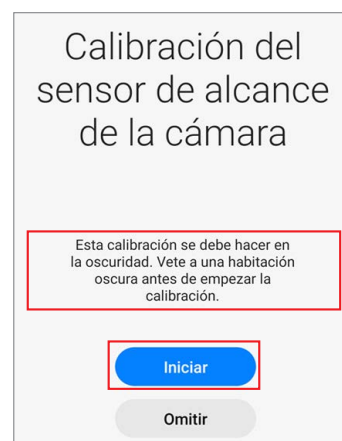 Calibración del
sensor de alcance
de la cámara
Esta calibración se debe hacer en
la oscuridad. Vete a una habitación
oscura antes de empezar la
calibración.
Iniciar
Omitir